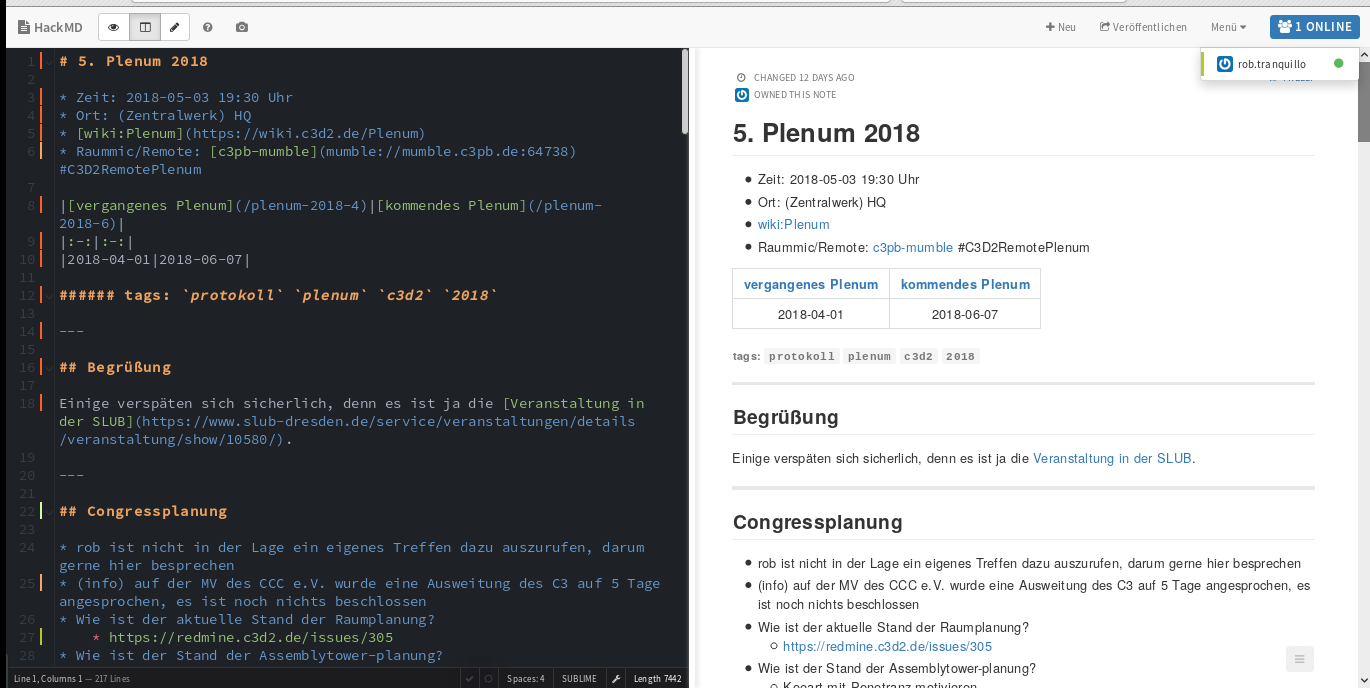 HackMD
Neu
Veröffentlichen
Menü
1 ONLINE
rob.tranquillo
1 # 5. Plenum 2018
2
3 * Zeit: 2018-05-03 19:30 Uhr
4 * Ort: (Zentralwerk) HQ
5 * [wiki:Plenum](https://wiki.c3d2.de/Plenum)
6 * Raummic/Remote: [c3pb-mumble](mumble://mumble.c3pb.de:64738)
#C3D2RemotePlenum
7
8 |[vergangenes Plenum](/plenum-2018-4)|[kommendes Plenum](/plenum-
2018-6)|
9 |:-:|:-:|
10 |2018-04-01|2018-06-07|
11
12 ###### tags: `protokoll` `plenum` `c3d2` `2018`
13
14 ---
15
16 ## Begrüßung
17
18 Einige verspäten sich sicherlich, denn es ist ja die [Veranstaltung in
der SLUB](https://www.slub-dresden.de/service/veranstaltungen/details
/veranstaltung/show/10580/).
19
20 ---
21
22 ## Congressplanung
23
24 * rob ist nicht in der Lage ein eigenes Treffen dazu auszurufen, darum
gerne hier besprechen
25 * (info) auf der MV des CCC e.V. wurde eine Ausweitung des C3 auf 5 Tage
angesprochen, es ist noch nichts beschlossen
26 * Wie ist der aktuelle Stand der Raumplanung?
27 * https://redmine.c3d2.de/issues/305
28 * Wie ist der Stand der Assemblytower-planung?
Line 1, Columns 1 — 217 Lines
Spaces: 4
SUBLIME
Length 7442
CHANGED 12 DAYS AGO
OWNED THIS NOTE
5. Plenum 2018
• Zeit: 2018-05-03 19:30 Uhr
• Ort: (Zentralwerk) HQ
• wiki:Plenum
• Raummic/Remote: c3pb-mumble #C3D2RemotePlenum
vergangenes Plenum kommendes Plenum
2018-04-01 2018-06-07
tags: protokoll plenum c3d2 2018
Begrüßung
Einige verspäten sich sicherlich, denn es ist ja die Veranstaltung in der SLUB.
Congressplanung
• rob ist nicht in der Lage ein eigenes Treffen dazu auszurufen, darum gerne hier besprechen
• (info) auf der MV des CCC e.V. wurde eine Ausweitung des C3 auf 5 Tage angesprochen, es
ist noch nichts beschlossen
• Wie ist der aktuelle Stand der Raumplanung?
○ https://redmine.c3d2.de/issues/305
• Wie ist der Stand der Assemblytower-planung?